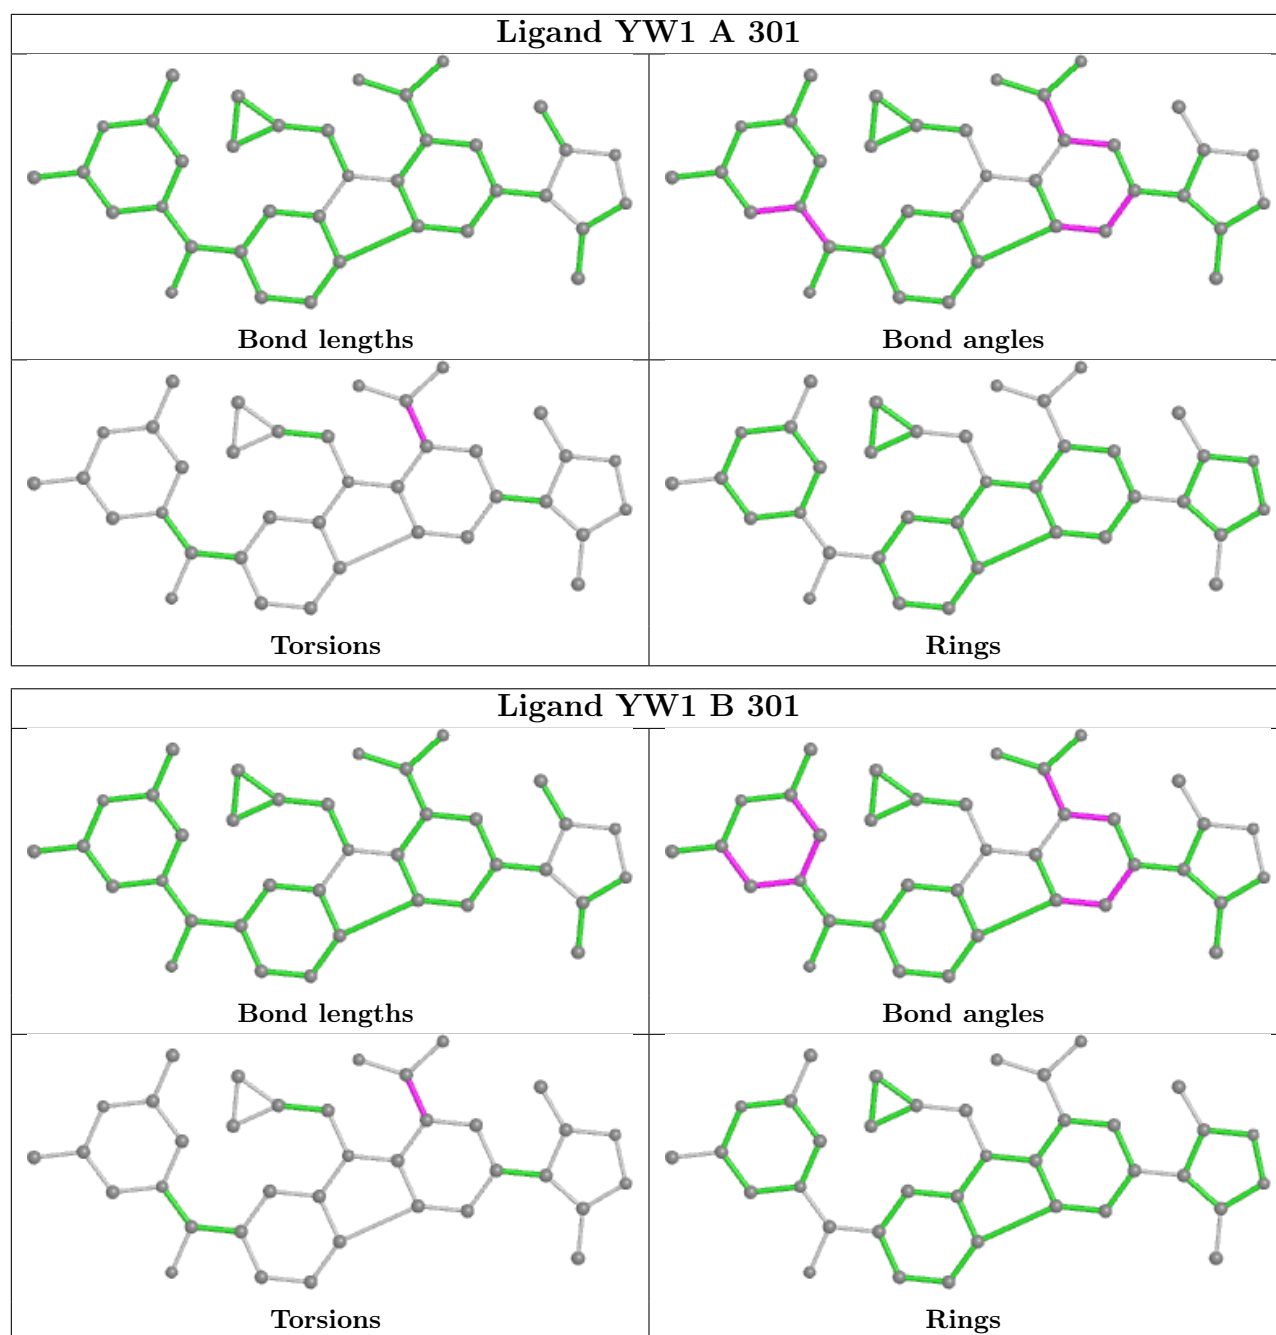 Ligand YW1 A 301
Bond lengths
Bond angles
Torsions
Rings
Ligand YW1 B 301
Bond lengths
Bond angles
Torsions
Rings